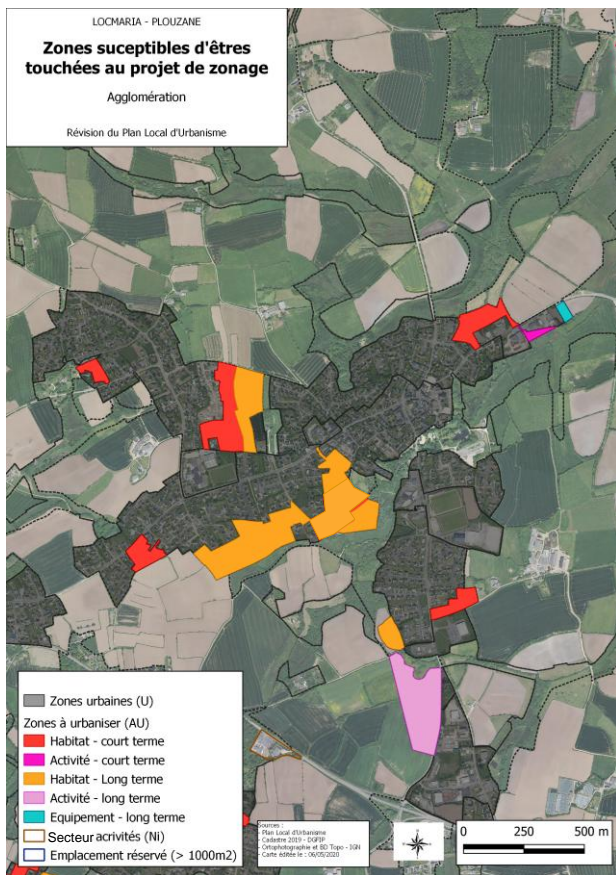 LOCMARIA - PLOUZANE
Zones suceptibles d'êtres
touchées au projet de zonage
Agglomération
Révision du Plan Local d'Urbanisme
Zones urbaines (U)
Zones à urbaniser (AU)
Habitat - court terme
Activité - court terme
Habitat - Long terme
Activité - long terme
Equipement - long terme
Secteur acrivités (Ni)
Emplacement réservé (> 1000m2)
Sources :
- Plan Local d'Urbanisme
- Cadastre 2019 - DGFIP
- Ortophotographie et BD Topo - IGN
- Carte éditée le : 06/05/2020
0 250 500 m